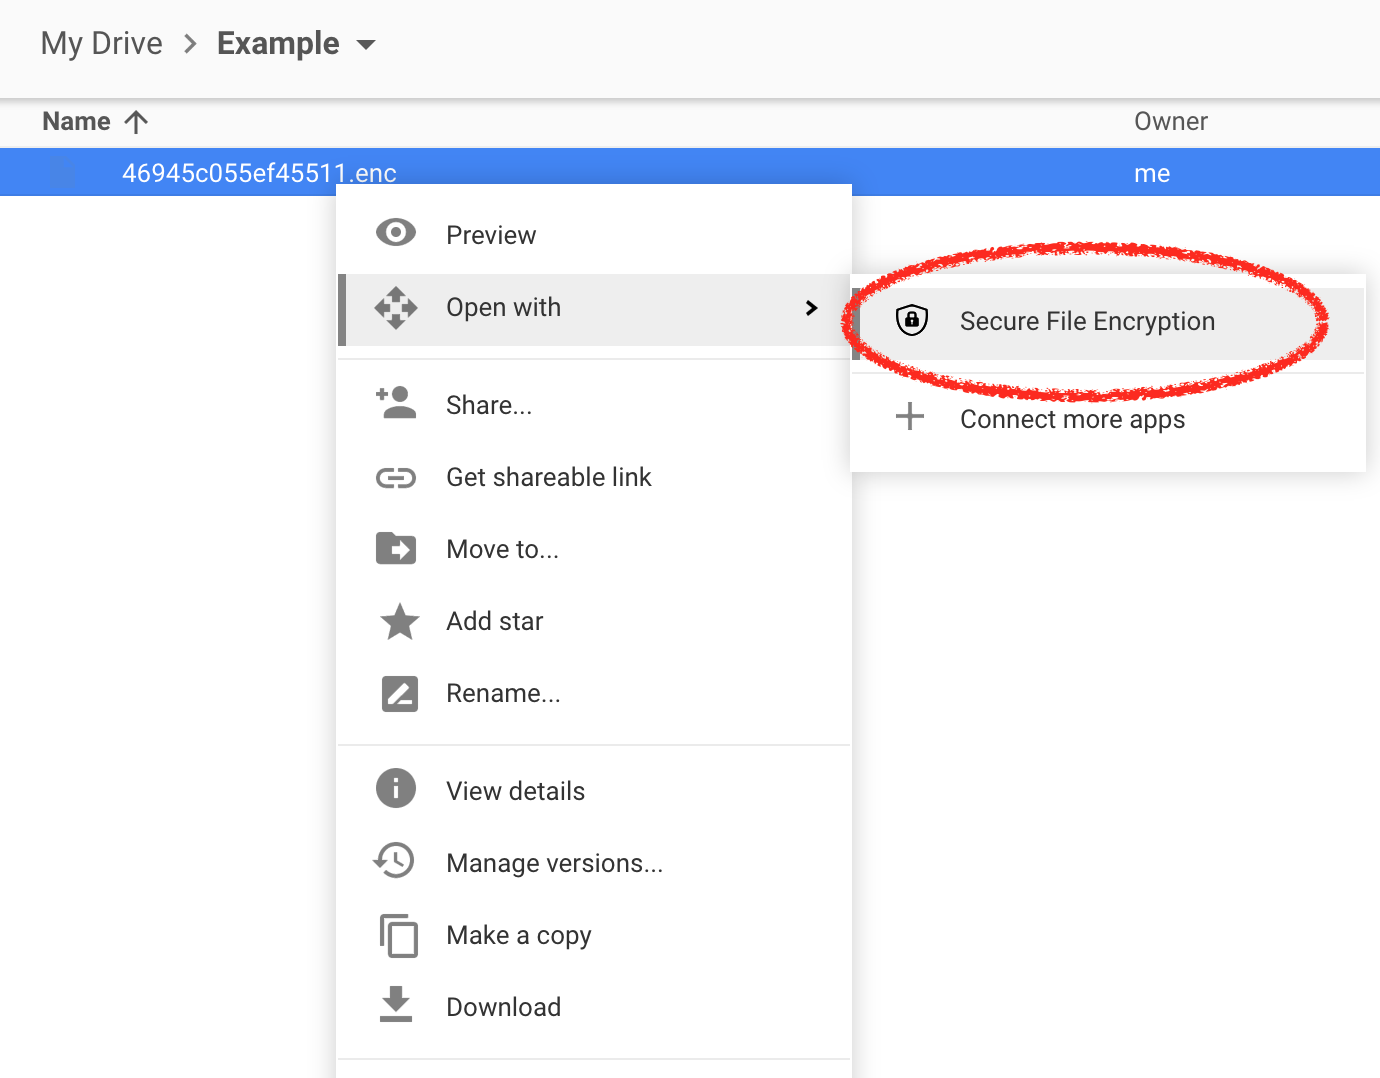 My Drive > Example
Name Owner
46945c055ef45511.enc me
Preview
Open with
Secure File Encryption
Connect more apps
Share...
Get shareable link
Move to...
Add star
Rename...
View details
Manage versions...
Make a copy
Download